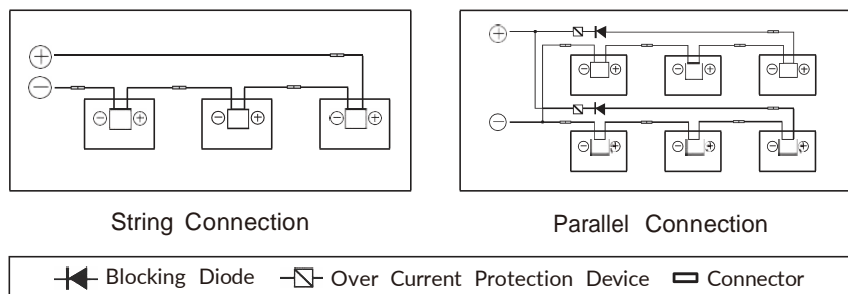 String Connection
Parallel Connection
Blocking Diode Over Current Protection Device Connector